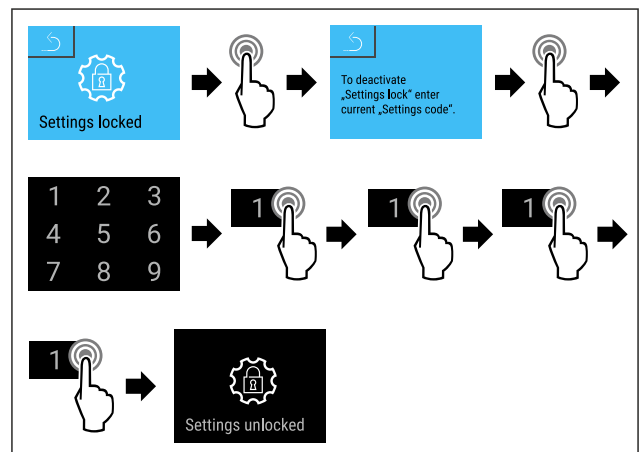 Settings locked
To deactivate
„Settings lock“ enter
current „Settings code“.
1 2 3
4 5 6
7 8 9
1
1
1
1
Settings unlocked